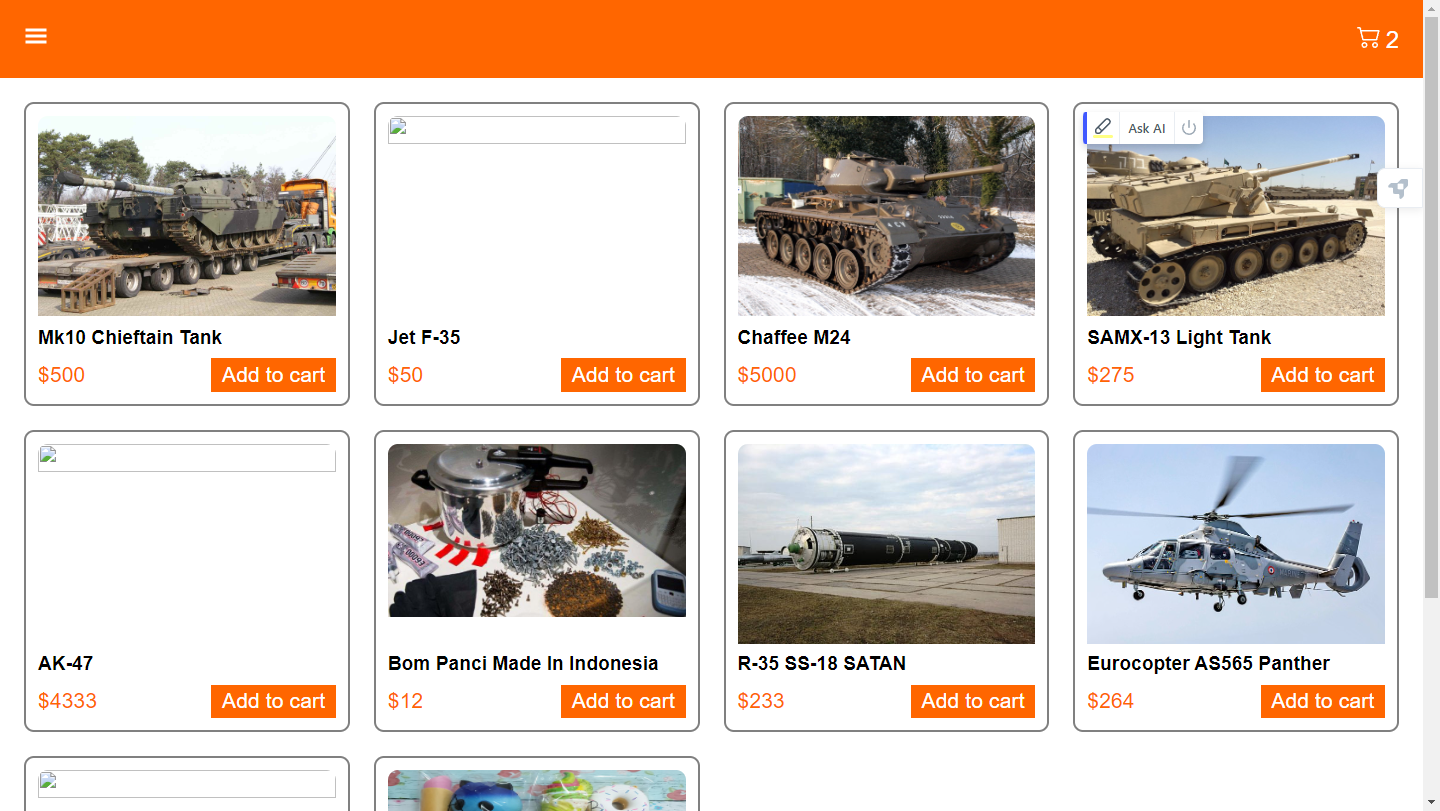 2
Ask AI
Mk10 Chieftain Tank
$500
Add to cart
Jet F-35
$50
Add to cart
Chaffee M24
$5000
Add to cart
SAMX-13 Light Tank
$275
Add to cart
AK-47
$4333
Add to cart
Bom Panci Made In Indonesia
$12
Add to cart
R-35 SS-18 SATAN
$233
Add to cart
Eurocopter AS565 Panther
$264
Add to cart